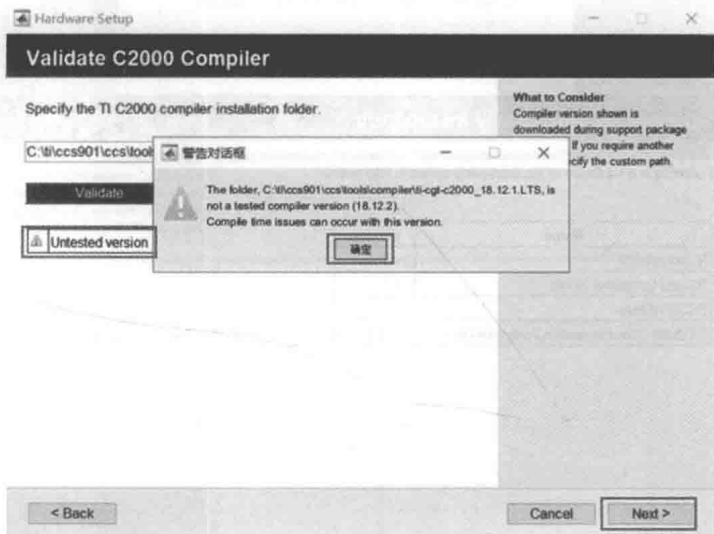 Hardware Setup
Validate C2000 Compiler
Specify the TI C2000 compiler installation folder.
C:\ti\ccs901\ccs\tool
Validate
Untested version
What to Consider
Compiler version shown is
downloaded during support package
If you require another
ecify the custom path.
警告对话框
The folder, C:\ti\ccs901\ccs\tools\compiler\ti-cgt-c2000_18.12.1.LTS, is
not a tested compiler version (18.12.2).
Compile time issues can occur with this version.
确定
< Back
Cancel
Next >